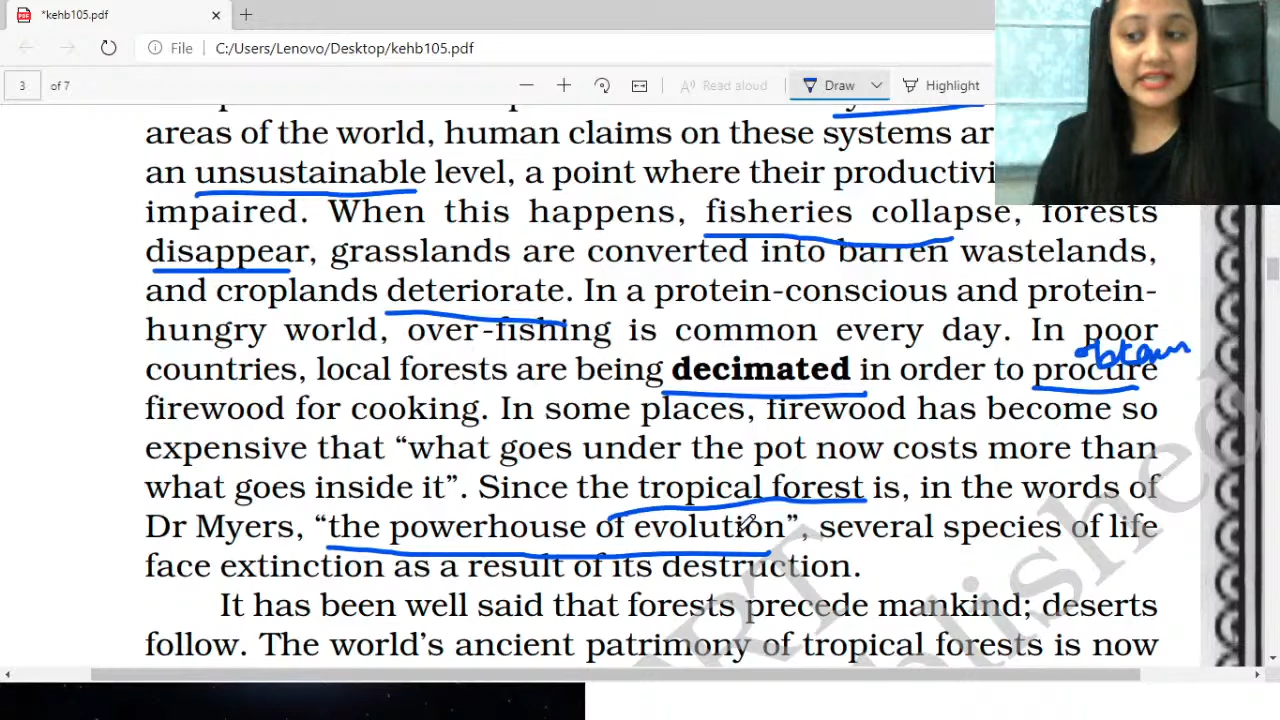 *kehb105.pdf
File C:/Users/Lenovo/Desktop/kehb105.pdf
3 of 7 Read aloud Draw Highlight
areas of the world, human claims on these systems
an unsustainable level, a point where their
impaired. When this happens, fisheries collapse, forests
disappear, grasslands are converted into barren wastelands,
and croplands deteriorate. In a protein-conscious and protein-
hungry world, over-fishing is common every day. In poor
obtain
countries, local forests are being decimated in order to procure
firewood for cooking. In some places, firewood has become so
expensive that “what goes under the pot now costs more than
what goes inside it”. Since the tropical forest is, in the words of
Dr Myers, “the powerhouse of evolution”, several species of life
face extinction as a result of its destruction.
It has been well said that forests precede mankind; deserts
follow. The world’s ancient patrimony of tropical forests is now